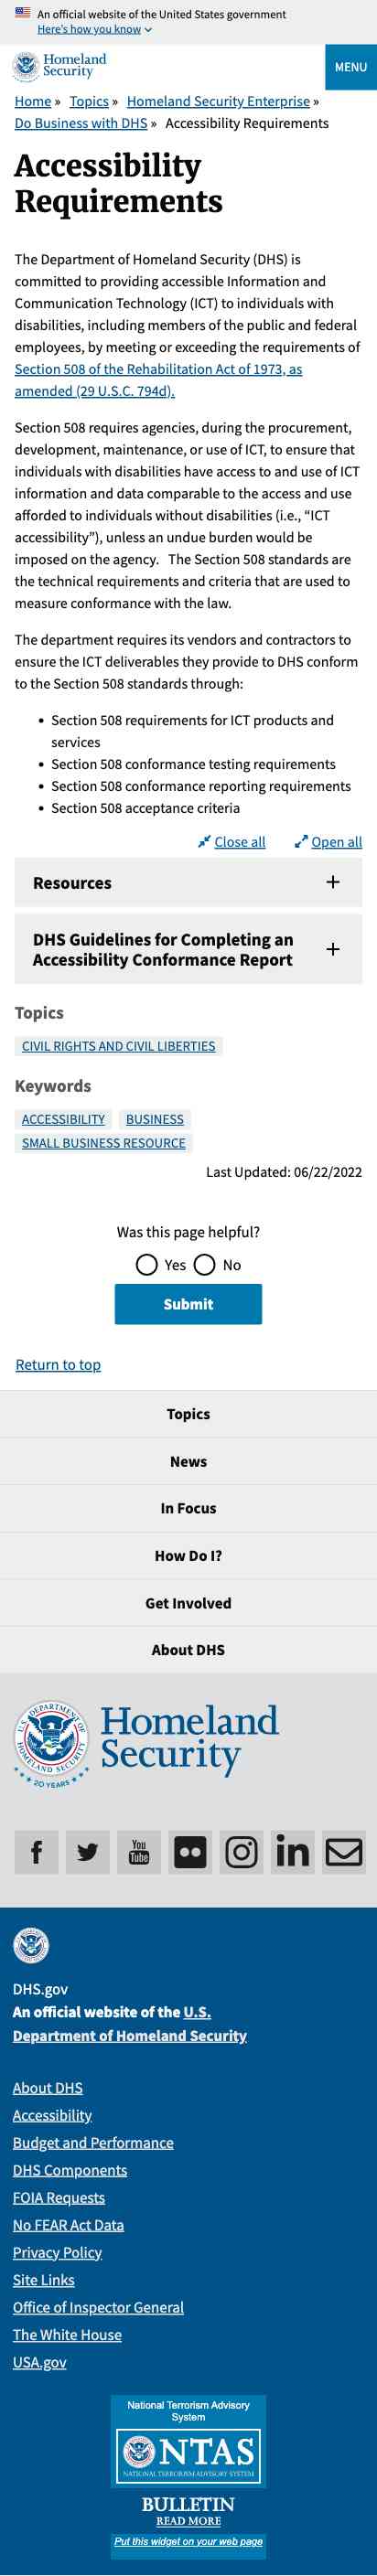 An official website of the United States government
Here's how you know
Homeland
Security
MENU
Home » Topics » Homeland Security Enterprise »
Do Business with DHS » Accessibility Requirements
Accessibility
Requirements
The Department of Homeland Security (DHS) is
committed to providing accessible Information and
Communication Technology (ICT) to individuals with
disabilities, including members of the public and federal
employees, by meeting or exceeding the requirements of
Section 508 of the Rehabilitation Act of 1973, as
amended (29 U.S.C. 794d).
Section 508 requires agencies, during the procurement,
development, maintenance, or use of ICT, to ensure that
individuals with disabilities have access to and use of ICT
information and data comparable to the access and use
afforded to individuals without disabilities (i.e., “ICT
accessibility”), unless an undue burden would be
imposed on the agency. The Section 508 standards are
the technical requirements and criteria that are used to
measure conformance with the law.
The department requires its vendors and contractors to
ensure the ICT deliverables they provide to DHS conform
to the Section 508 standards through:
• Section 508 requirements for ICT products and
services
• Section 508 conformance testing requirements
• Section 508 conformance reporting requirements
• Section 508 acceptance criteria
Close all Open all
Resources
DHS Guidelines for Completing an
Accessibility Conformance Report
Topics
CIVIL RIGHTS AND CIVIL LIBERTIES
Keywords
ACCESSIBILITY BUSINESS
SMALL BUSINESS RESOURCE
Last Updated: 06/22/2022
Was this page helpful?
Yes No
Submit
Return to top
Topics
News
In Focus
How Do I?
Get Involved
About DHS
U.S. DEPARTMENT OF HOMELAND SECURITY
20 YEARS
Homeland
Security
You
Tube
in
DHS.gov
An official website of the U.S.
Department of Homeland Security
About DHS
Accessibility
Budget and Performance
DHS Components
FOIA Requests
No FEAR Act Data
Privacy Policy
Site Links
Office of Inspector General
The White House
USA.gov
National Terrorism Advisory
System
NTAS
NATIONAL TERRORISM ADVISORY SYSTEM
BULLETIN
READ MORE
Put this widget on your web page